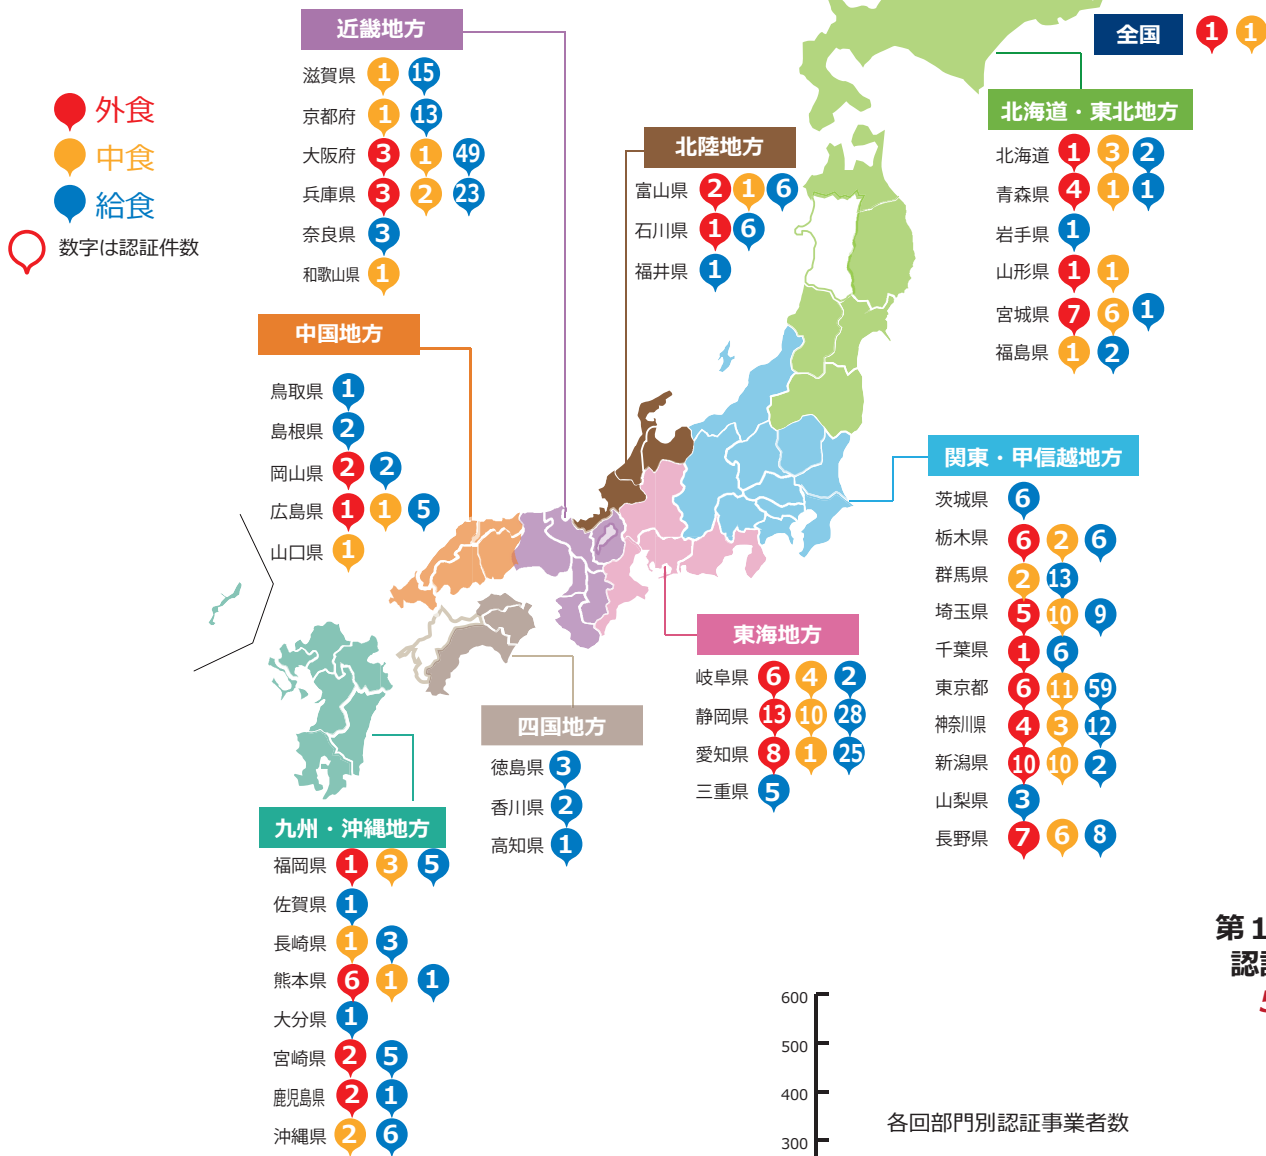 外食
中食
給食
数字は認証件数
近畿地方
滋賀県 1 15
京都府 1 13
大阪府 3 1 49
兵庫県 3 2 23
奈良県 3
和歌山県 1
中国地方
鳥取県 1
島根県 2
岡山県 2 2
広島県 1 1 5
山口県 1
九州・沖縄地方
福岡県 1 3 5
佐賀県 1
長崎県 1 3
熊本県 6 1 1
大分県 1
宮崎県 2 5
鹿児島県 2 1
沖縄県 2 6
四国地方
徳島県 3
香川県 2
高知県 1
北陸地方
富山県 2 1 6
石川県 1 6
福井県 1
東海地方
岐阜県 6 4 2
静岡県 13 10 28
愛知県 8 1 25
三重県 5
全国 1 1
北海道・東北地方
北海道 1 3 2
青森県 4 1 1
岩手県 1
山形県 1 1
宮城県 7 6 1
福島県 1 2
関東・甲信越地方
茨城県 6
栃木県 6 2 6
群馬県 2 13
埼玉県 5 10 9
千葉県 1 6
東京都 6 11 59
神奈川県 4 3 12
新潟県 10 10 2
山梨県 3
長野県 7 6 8
第1
認
600
500
400
300
各回部門別認証事業者数